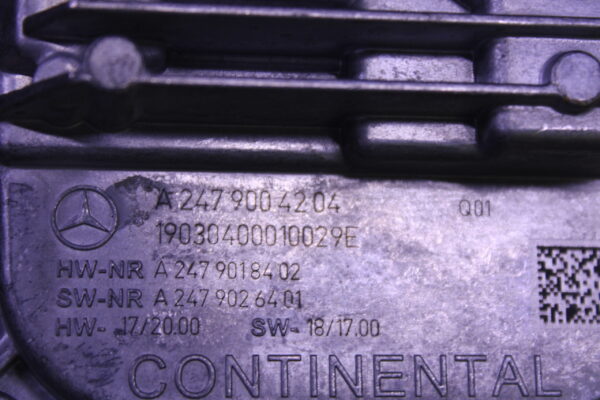 A 247 900 42 04
Q01
19030400010029E
HW-NR A 247 901 84 02
SW-NR A 247 902 64 01
HW- 17/20.00 SW- 18/17.00
CONTINENTAL